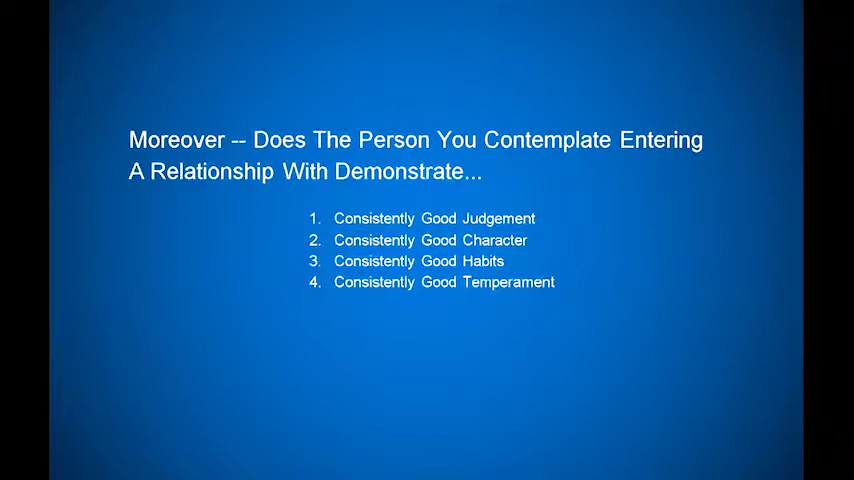 Moreover -- Does The Person You Contemplate Entering
A Relationship With Demonstrate...
1. Consistently Good Judgement
2. Consistently Good Character
3. Consistently Good Habits
4. Consistently Good Temperament